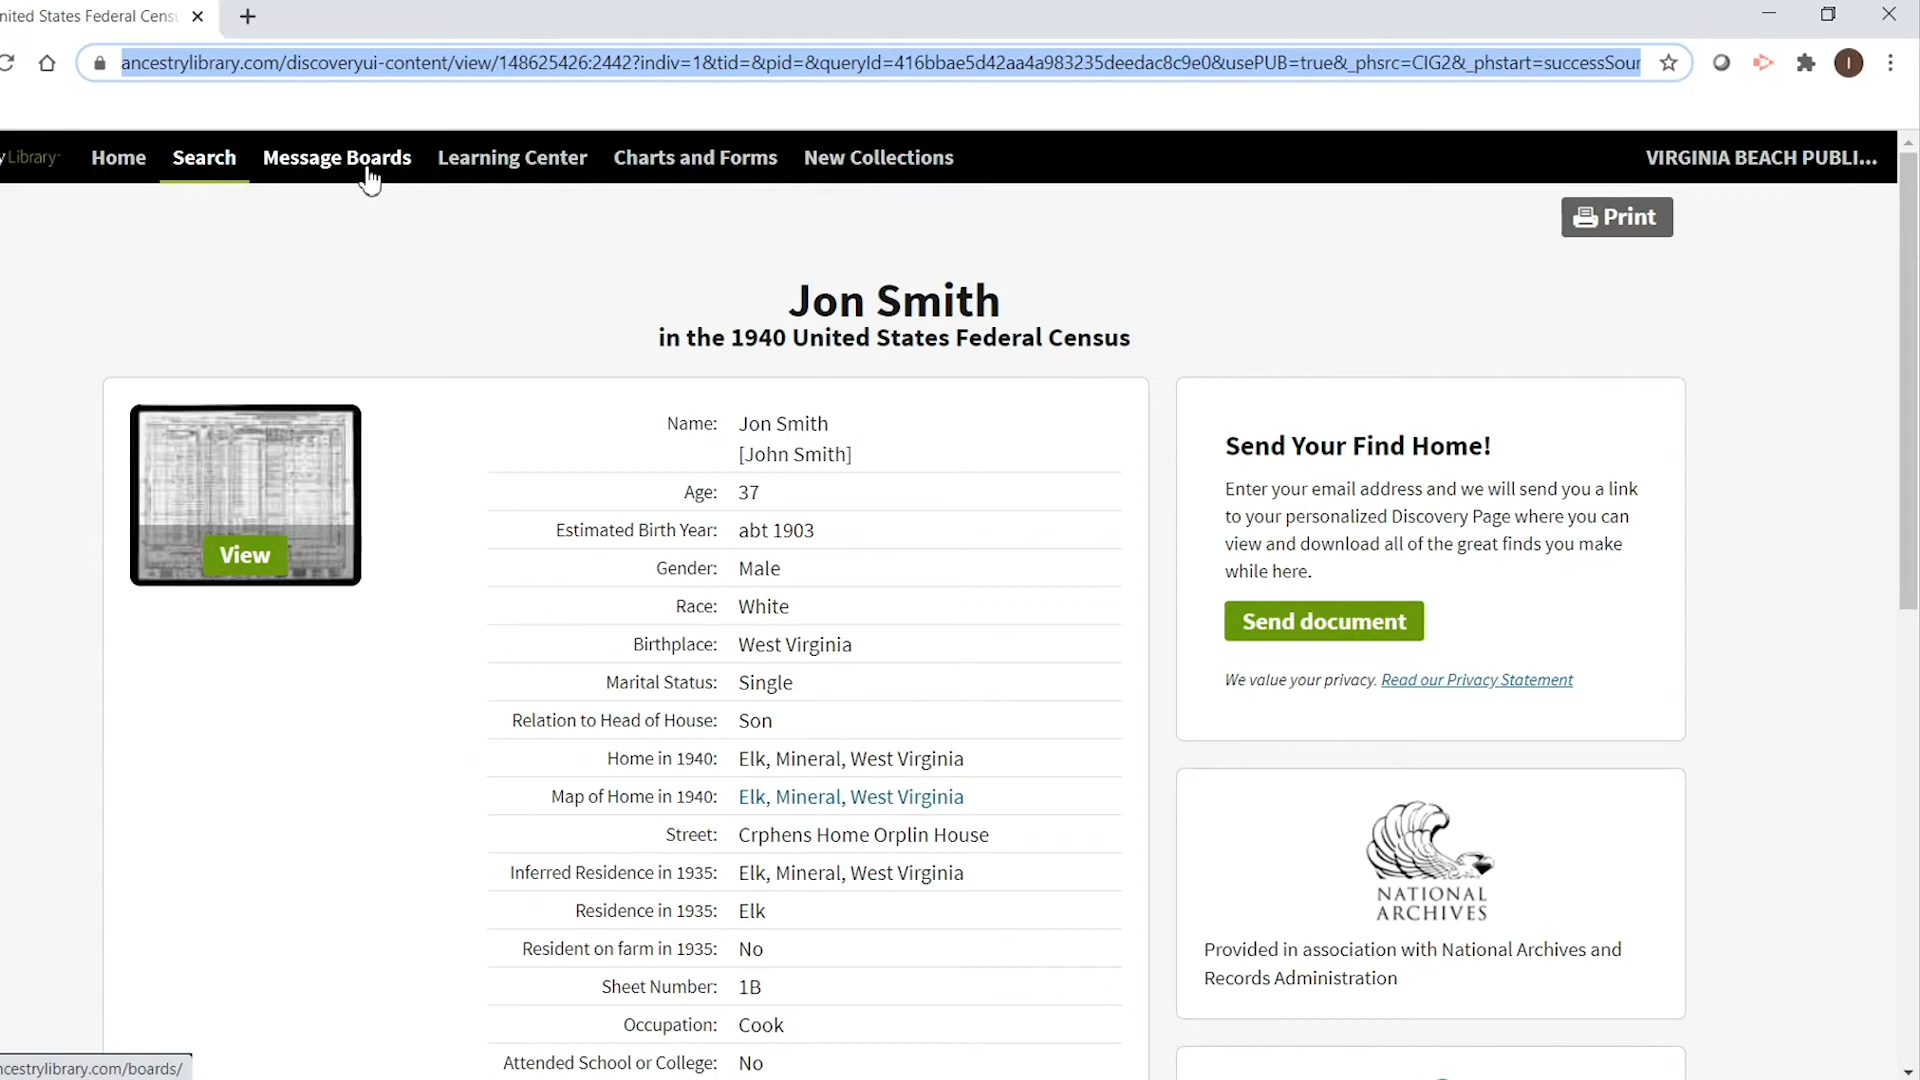 nited States Federal Cens
ancestrylibrary.com/discoveryui-content/view/148625426:2442?indiv=1&tid=&pid=&queryId=416bbae5d42aa4a983235deedac8c9e0&usePUB=true&_phsrc=CIG2&_phstart=successSour
I
y Library
Home
Search
Message Boards
Learning Center
Charts and Forms
New Collections
VIRGINIA BEACH PUBLI...
Print
Jon Smith
in the 1940 United States Federal Census
View
Name: Jon Smith
[John Smith]
Age: 37
Estimated Birth Year: abt 1903
Gender: Male
Race: White
Birthplace: West Virginia
Marital Status: Single
Relation to Head of House: Son
Home in 1940: Elk, Mineral, West Virginia
Map of Home in 1940: Elk, Mineral, West Virginia
Street: Crphens Home Orplin House
Inferred Residence in 1935: Elk, Mineral, West Virginia
Residence in 1935: Elk
Resident on farm in 1935: No
Sheet Number: 1B
Occupation: Cook
Attended School or College: No
Send Your Find Home!
Enter your email address and we will send you a link
to your personalized Discovery Page where you can
view and download all of the great finds you make
while here.
Send document
We value your privacy. Read our Privacy Statement
NATIONAL
ARCHIVES
Provided in association with National Archives and
Records Administration
ncestrylibrary.com/boards/